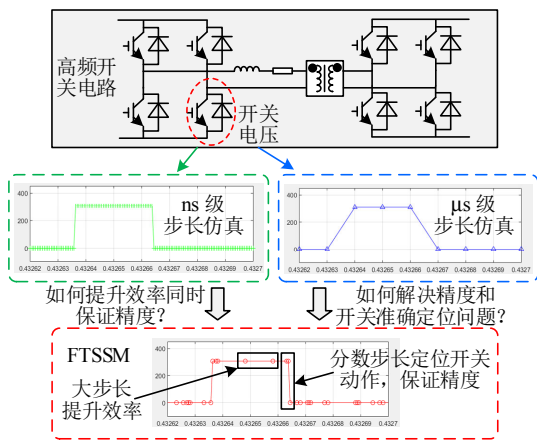 高频开
关电路
开关
电压
ns 级
步长仿真
400
200
0
0.43262
0.43263
0.43264
0.43265
0.43266
0.43267
0.43268
0.43269
0.4327
μs 级
步长仿真
400
200
0
0.43262
0.43263
0.43264
0.43265
0.43266
0.43267
0.43268
0.43269
0.4327
如何提升效率同时
保证精度？
如何解决精度和
开关准确定位问题？
FTSSM
大步长
提升效率
400
200
0
0.43262
0.43263
0.43264
0.43265
0.43266
0.43267
0.43268
0.43269
0.4327
分数步长定位开关
动作，保证精度